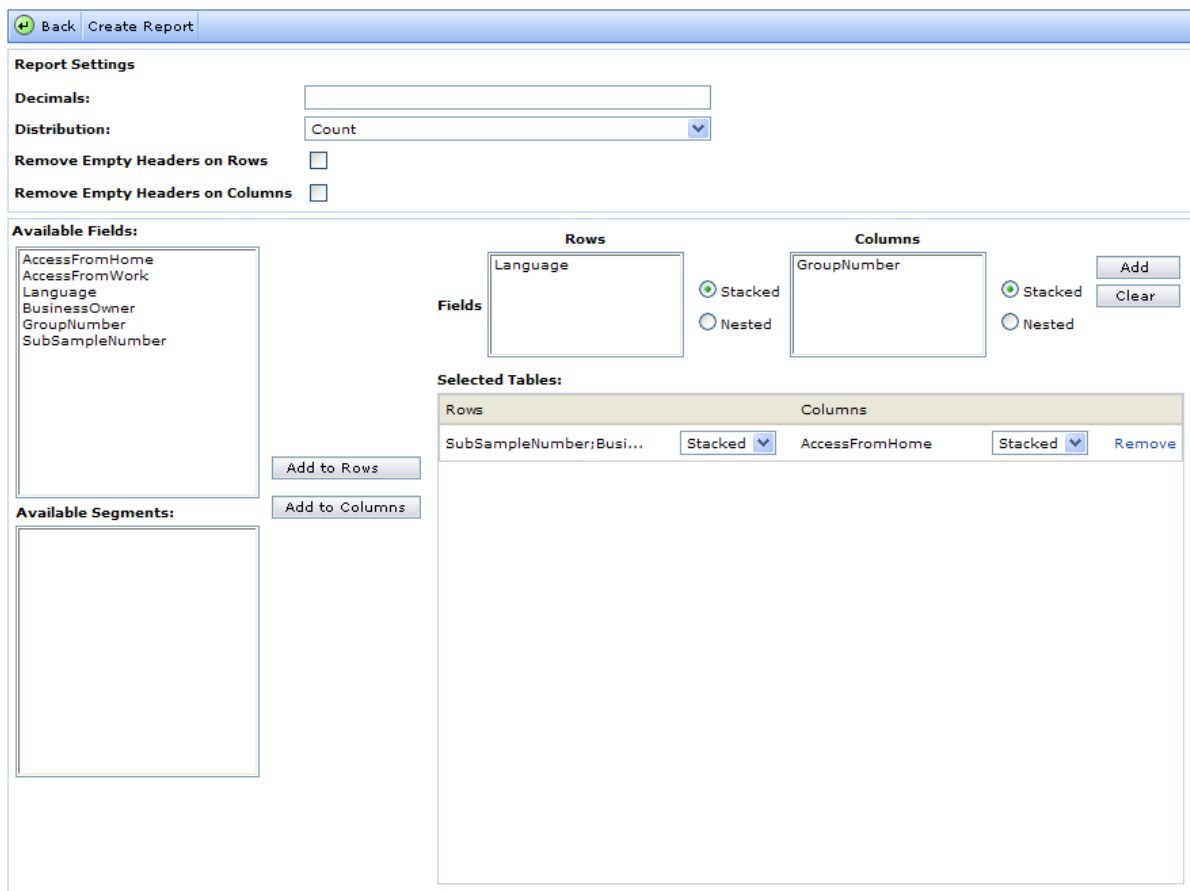 Back Create Report
Report Settings
Decimals:
Distribution: Count
Remove Empty Headers on Rows
Remove Empty Headers on Columns
Available Fields:
AccessFromHome
AccessFromWork
Language
BusinessOwner
GroupNumber
SubSampleNumber
Available Segments:
Add to Rows
Add to Columns
Rows Columns
Fields
Language
Stacked
Nested
GroupNumber
Stacked
Nested
Add
Clear
Selected Tables:
Rows Columns
SubSampleNumber;Busi... Stacked AccessFromHome Stacked Remove